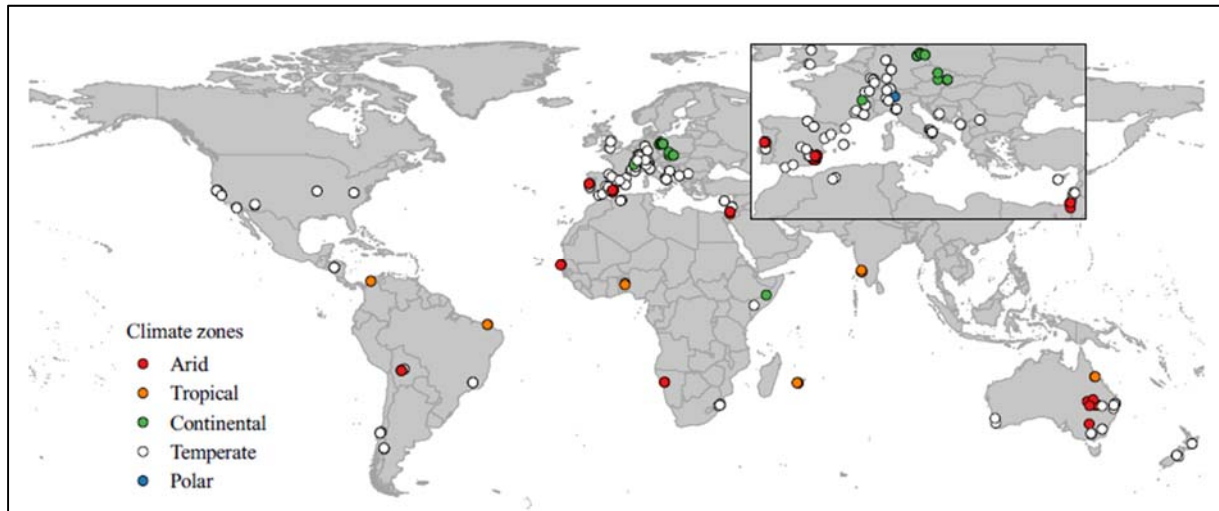 Climate zones
Arid
Tropical
Continental
Temperate
Polar